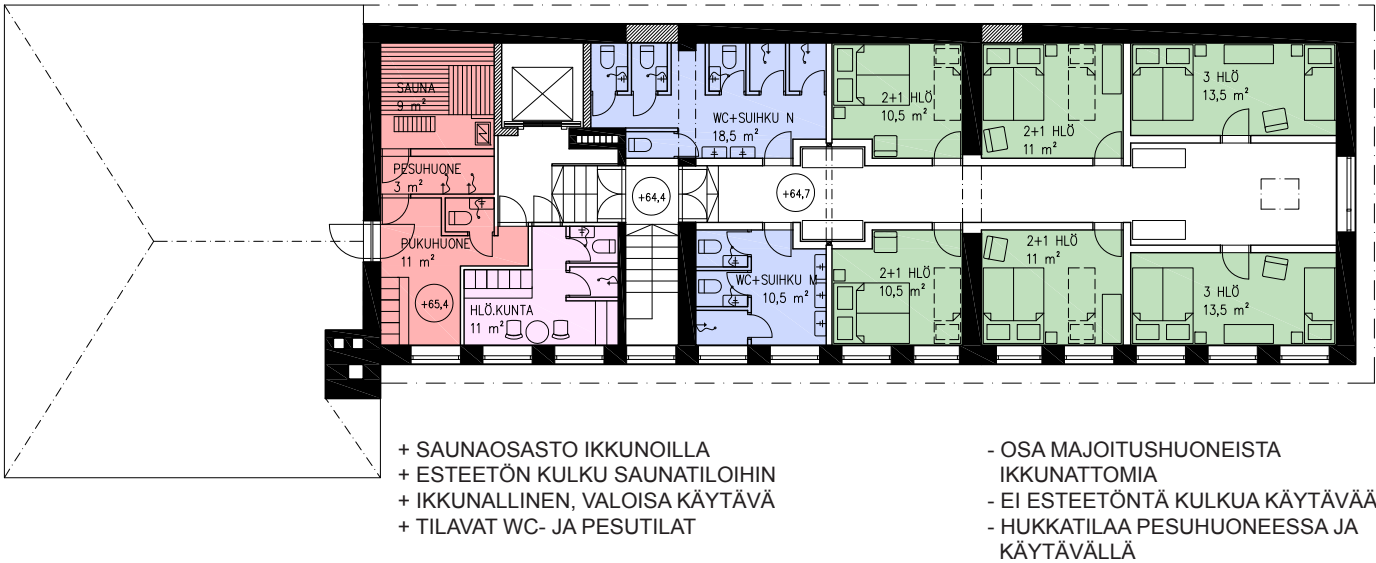 SAUNA
9 m²
PESUHUONE
3 m²
PUKUHUONE
11 m²
+65,4
HLÖ.KUNTA
11 m²
WC+SUIHKU N
18,5 m²
+64,4
+64,7
WC+SUIHKU M
10,5 m²
2+1 HLÖ
10,5 m²
2+1 HLÖ
11 m²
3 HLÖ
13,5 m²
2+1 HLÖ
10,5 m²
2+1 HLÖ
11 m²
3 HLÖ
13,5 m²
+ SAUNAOSASTO IKKUNOILLA
+ ESTEETÖN KULKU SAUNATILOIHIN
+ IKKUNALLINEN, VALOISA KÄYTÄVÄ
+ TILAVAT WC- JA PESUTILAT
- OSA MAJOITUSHUONEISTA
IKKUNATTOMIA
- EI ESTEETÖNTÄ KULKUA KÄYTÄVÄÄ
- HUKKATILAA PESUHUONEESSA JA
KÄYTÄVÄLLÄ